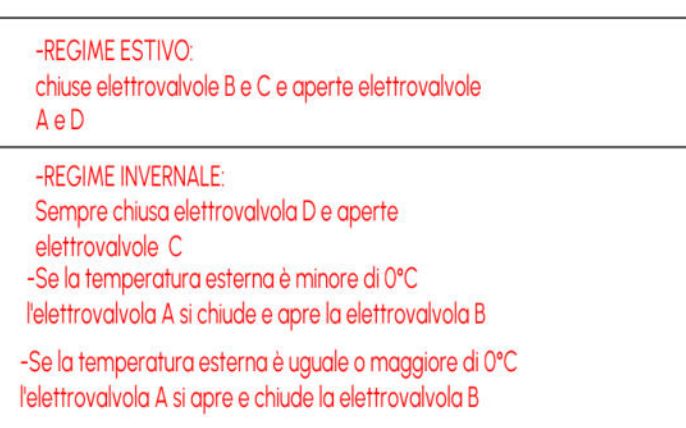 -REGIME ESTIVO:
chiuse elettrovalvole B e C e aperte elettrovalvole
A e D
-REGIME INVERNALE:
Sempre chiusa elettrovalvola D e aperte
elettrovalvole C
-Se la temperatura esterna è minore di 0°C
l'elettrovalvola A si chiude e apre la elettrovalvola B
-Se la temperatura esterna è uguale o maggiore di 0°C
l'elettrovalvola A si apre e chiude la elettrovalvola B